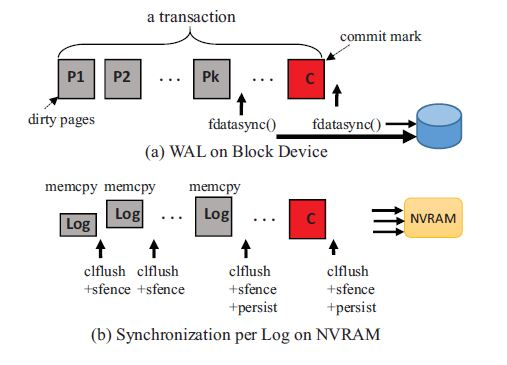 a transaction
commit mark
P1 P2 ... Pk ... C
dirty pages
fdatasync() fdatasync()
(a) WAL on Block Device
memcpy memcpy memcpy
Log Log ... Log ... C
NVRAM
clflush clflush clflush clflush
+sfence +sfence +sfence +sfence
+persist +persist
(b) Synchronization per Log on NVRAM